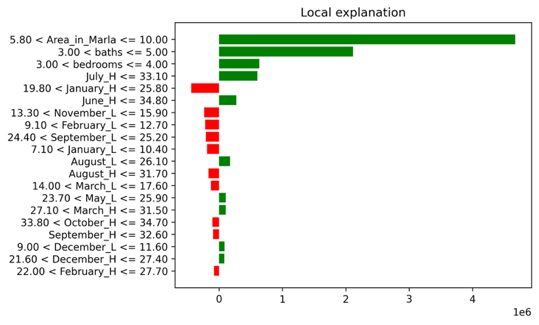 Local explanation
5.80 < Area_in_Marla <= 10.00
3.00 < baths <= 5.00
3.00 < bedrooms <= 4.00
July_H <= 33.10
19.80 < January_H <= 25.80
June_H <= 34.80
13.30 < November_L <= 15.90
9.10 < February_L <= 12.70
24.40 < September_L <= 25.20
7.10 < January_L <= 10.40
August_L <= 26.10
August_H <= 31.70
14.00 < March_L <= 17.60
23.70 < May_L <= 25.90
27.10 < March_H <= 31.50
33.80 < October_H <= 34.70
September_H <= 32.60
9.00 < December_L <= 11.60
21.60 < December_H <= 27.40
22.00 < February_H <= 27.70
0 1 2 3 4
1e6